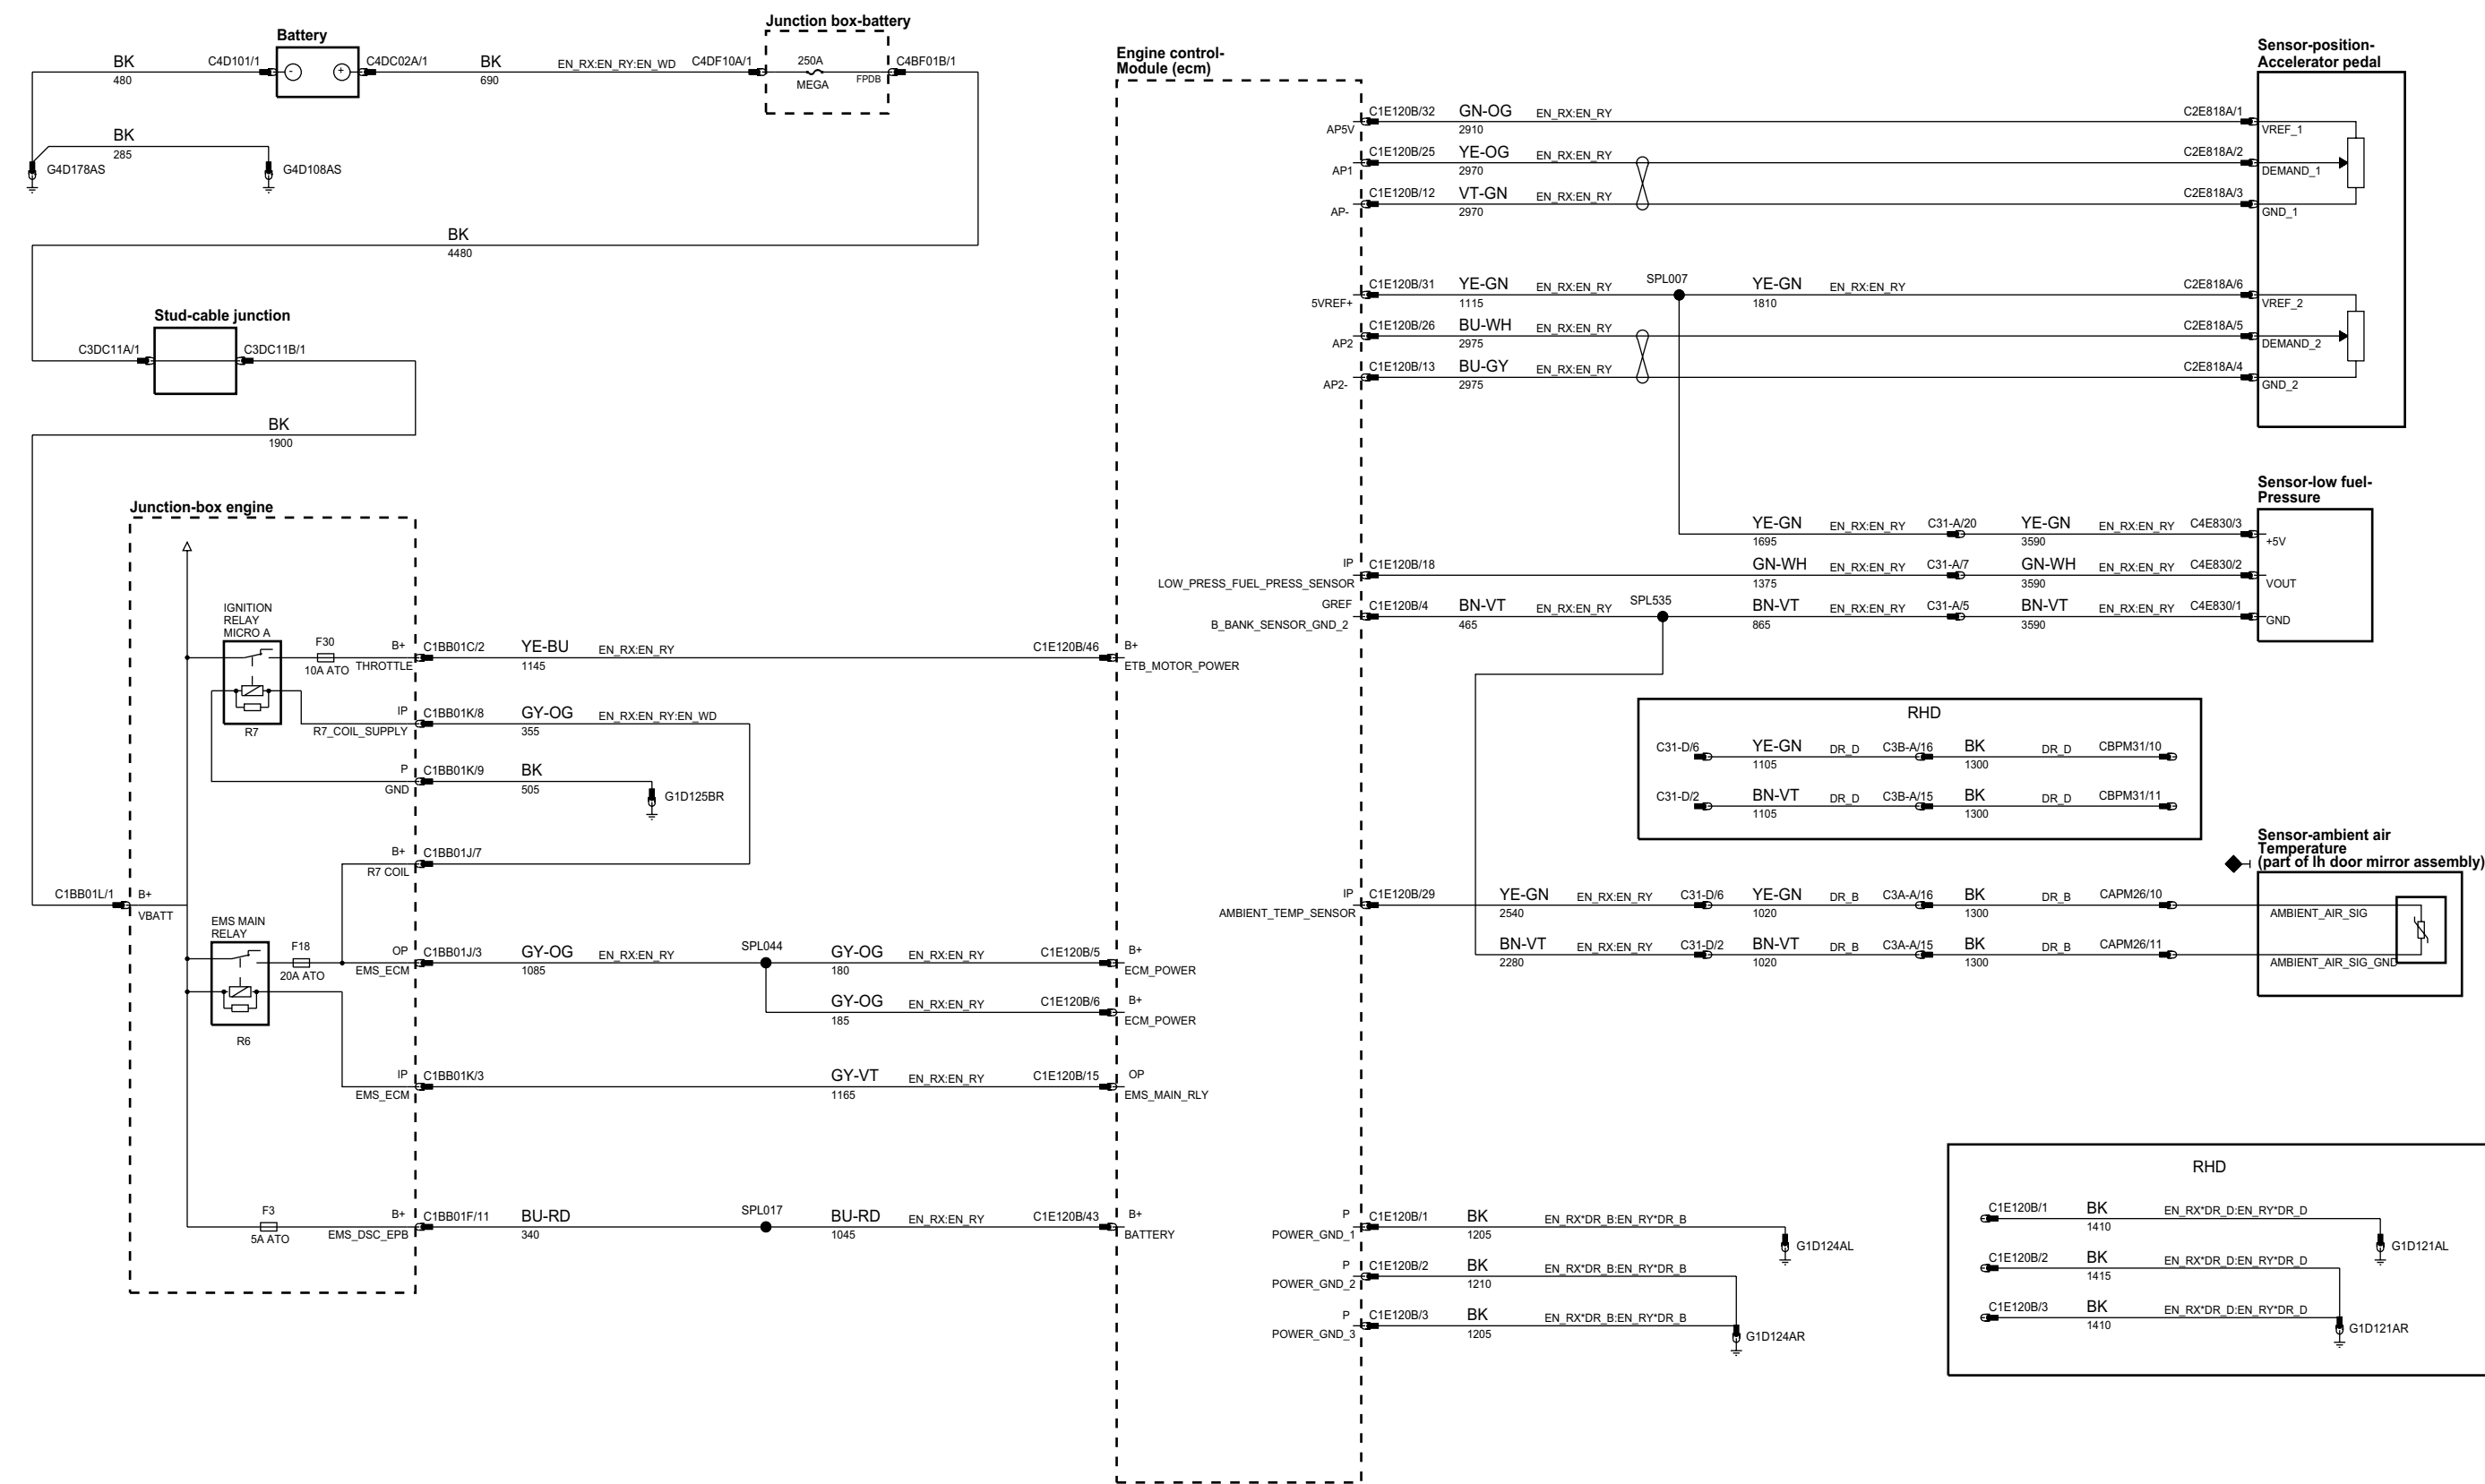 Junction box-battery
Battery
BK
480
C4D101/1
-
+
C4DC02A/1
BK
690
EN_RX:EN_RY:EN_WD
C4DF10A/1
250A
MEGA
FPDB
C4BF01B/1
BK
285
G4D178AS
G4D108AS
BK
4480
Stud-cable junction
C3DC11A/1
C3DC11B/1
BK
1900
Junction-box engine
IGNITION
RELAY
MICRO A
F30
10A ATO
B+
THROTTLE
C1BB01C/2
YE-BU
1145
EN_RX:EN_RY
C1E120B/46
B+
ETB_MOTOR_POWER
R7
IP
R7_COIL_SUPPLY
C1BB01K/8
GY-OG
355
EN_RX:EN_RY:EN_WD
P
GND
C1BB01K/9
BK
505
G1D125BR
B+
R7 COIL
C1BB01J/7
C1BB01L/1
B+
VBATT
EMS MAIN
RELAY
F18
20A ATO
R6
OP
EMS_ECM
C1BB01J/3
GY-OG
1085
EN_RX:EN_RY
SPL044
GY-OG
180
EN_RX:EN_RY
C1E120B/5
B+
ECM_POWER
GY-OG
185
EN_RX:EN_RY
C1E120B/6
B+
ECM_POWER
IP
EMS_ECM
C1BB01K/3
GY-VT
1165
EN_RX:EN_RY
C1E120B/15
OP
EMS_MAIN_RLY
F3
5A ATO
B+
EMS_DSC_EPB
C1BB01F/11
BU-RD
340
SPL017
BU-RD
1045
EN_RX:EN_RY
C1E120B/43
B+
BATTERY
Engine control-
Module (ecm)
AP5V
C1E120B/32
GN-OG
2910
EN_RX:EN_RY
C2E818A/1
VREF_1
AP1
C1E120B/25
YE-OG
2970
EN_RX:EN_RY
C2E818A/2
DEMAND_1
AP-
C1E120B/12
VT-GN
2970
EN_RX:EN_RY
C2E818A/3
GND_1
Sensor-position-
Accelerator pedal
5VREF+
C1E120B/31
YE-GN
1115
EN_RX:EN_RY
SPL007
YE-GN
1810
EN_RX:EN_RY
C2E818A/6
VREF_2
AP2
C1E120B/26
BU-WH
2975
EN_RX:EN_RY
C2E818A/5
DEMAND_2
AP2-
C1E120B/13
BU-GY
2975
EN_RX:EN_RY
C2E818A/4
GND_2
Sensor-low fuel-
Pressure
YE-GN
1695
EN_RX:EN_RY
C31-A/20
YE-GN
3590
EN_RX:EN_RY
C4E830/3
+5V
IP
LOW_PRESS_FUEL_PRESS_SENSOR
C1E120B/18
GN-WH
1375
EN_RX:EN_RY
C31-A/7
GN-WH
3590
EN_RX:EN_RY
C4E830/2
VOUT
GREF
B_BANK_SENSOR_GND_2
C1E120B/4
BN-VT
465
EN_RX:EN_RY
SPL535
BN-VT
865
EN_RX:EN_RY
C31-A/5
BN-VT
3590
EN_RX:EN_RY
C4E830/1
GND
RHD
C31-D/6
YE-GN
1105
DR_D
C3B-A/16
BK
1300
DR_D
CBPM31/10
C31-D/2
BN-VT
1105
DR_D
C3B-A/15
BK
1300
DR_D
CBPM31/11
Sensor-ambient air
Temperature
(part of lh door mirror assembly)
IP
AMBIENT_TEMP_SENSOR
C1E120B/29
YE-GN
2540
EN_RX:EN_RY
C31-D/6
YE-GN
1020
DR_B
C3A-A/16
BK
1300
DR_B
CAPM26/10
AMBIENT_AIR_SIG
BN-VT
2280
EN_RX:EN_RY
C31-D/2
BN-VT
1020
DR_B
C3A-A/15
BK
1300
DR_B
CAPM26/11
AMBIENT_AIR_SIG_GND
P
POWER_GND_1
C1E120B/1
BK
1205
EN_RX*DR_B:EN_RY*DR_B
G1D124AL
P
POWER_GND_2
C1E120B/2
BK
1210
EN_RX*DR_B:EN_RY*DR_B
P
POWER_GND_3
C1E120B/3
BK
1205
EN_RX*DR_B:EN_RY*DR_B
G1D124AR
RHD
C1E120B/1
BK
1410
EN_RX*DR_D:EN_RY*DR_D
G1D121AL
C1E120B/2
BK
1415
EN_RX*DR_D:EN_RY*DR_D
C1E120B/3
BK
1410
EN_RX*DR_D:EN_RY*DR_D
G1D121AR